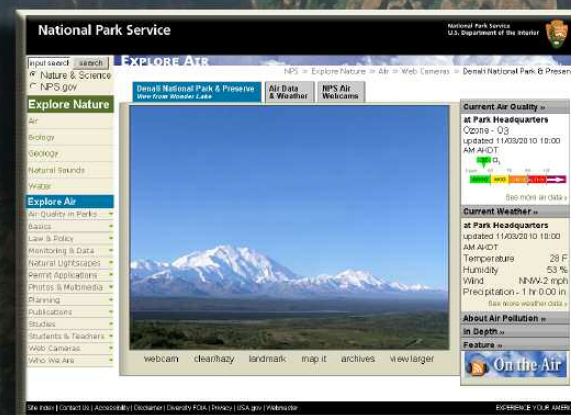 National Park Service
National Park Service
U.S. Department of the Interior
input search search
Nature & Science
NPS.gov
EXPLORE AIR
NPS » Explore Nature » Air » Web Cameras » Denali National Park & Preserve
Denali National Park & Preserve
View from Wonder Lake
Air Data & Weather
NPS Air Webcams
Explore Nature
Air
Biology
Geology
Natural Sounds
Water
Explore Air
Air Quality in Parks
Basics
Law & Policy
Monitoring & Data
Natural Lightscapes
Permit Applications
Photos & Multimedia
Planning
Publications
Studies
Students & Teachers
Web Cameras
Who We Are
webcam clear/hazy landmark map it archives view larger
Current Air Quality »
at Park Headquarters
Ozone - O3
updated 11/03/2010 10:00
AM AKDT
See more air data »
Current Weather »
at Park Headquarters
updated 11/03/2010 10:00
AM AKDT
Temperature 28 F
Humidity 53 %
Wind NNW-2 mph
Precipitation - 1 hr 0.00 in
See more weather data »
About Air Pollution »
In Depth »
Feature »
On the Air
Site Index | Contact Us | Accessibility | Disclaimer | Diversity FOIA | Privacy | USA.gov | Webmaster
EXPERIENCE YOUR AMERI